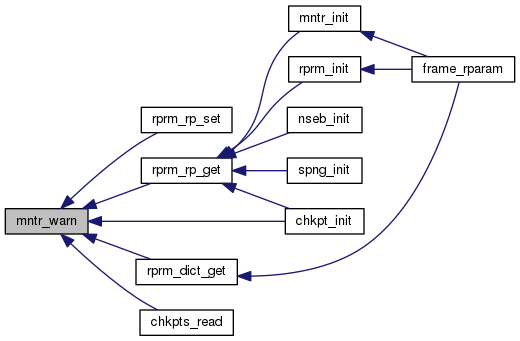 mntr_init
rprm_init
frame_rparam
rprm_rp_set
nseb_init
rprm_rp_get
spng_init
mntr_warn
chkpt_init
rprm_dict_get
chkpts_read